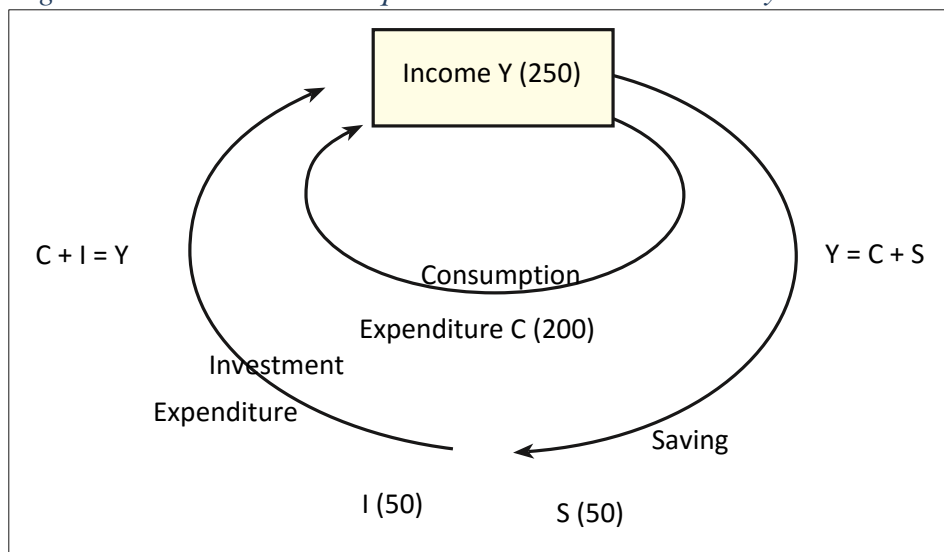 Income Y (250)
C + I = Y
Y = C + S
Consumption
Expenditure C (200)
Investment
Expenditure
Saving
I (50)
S (50)